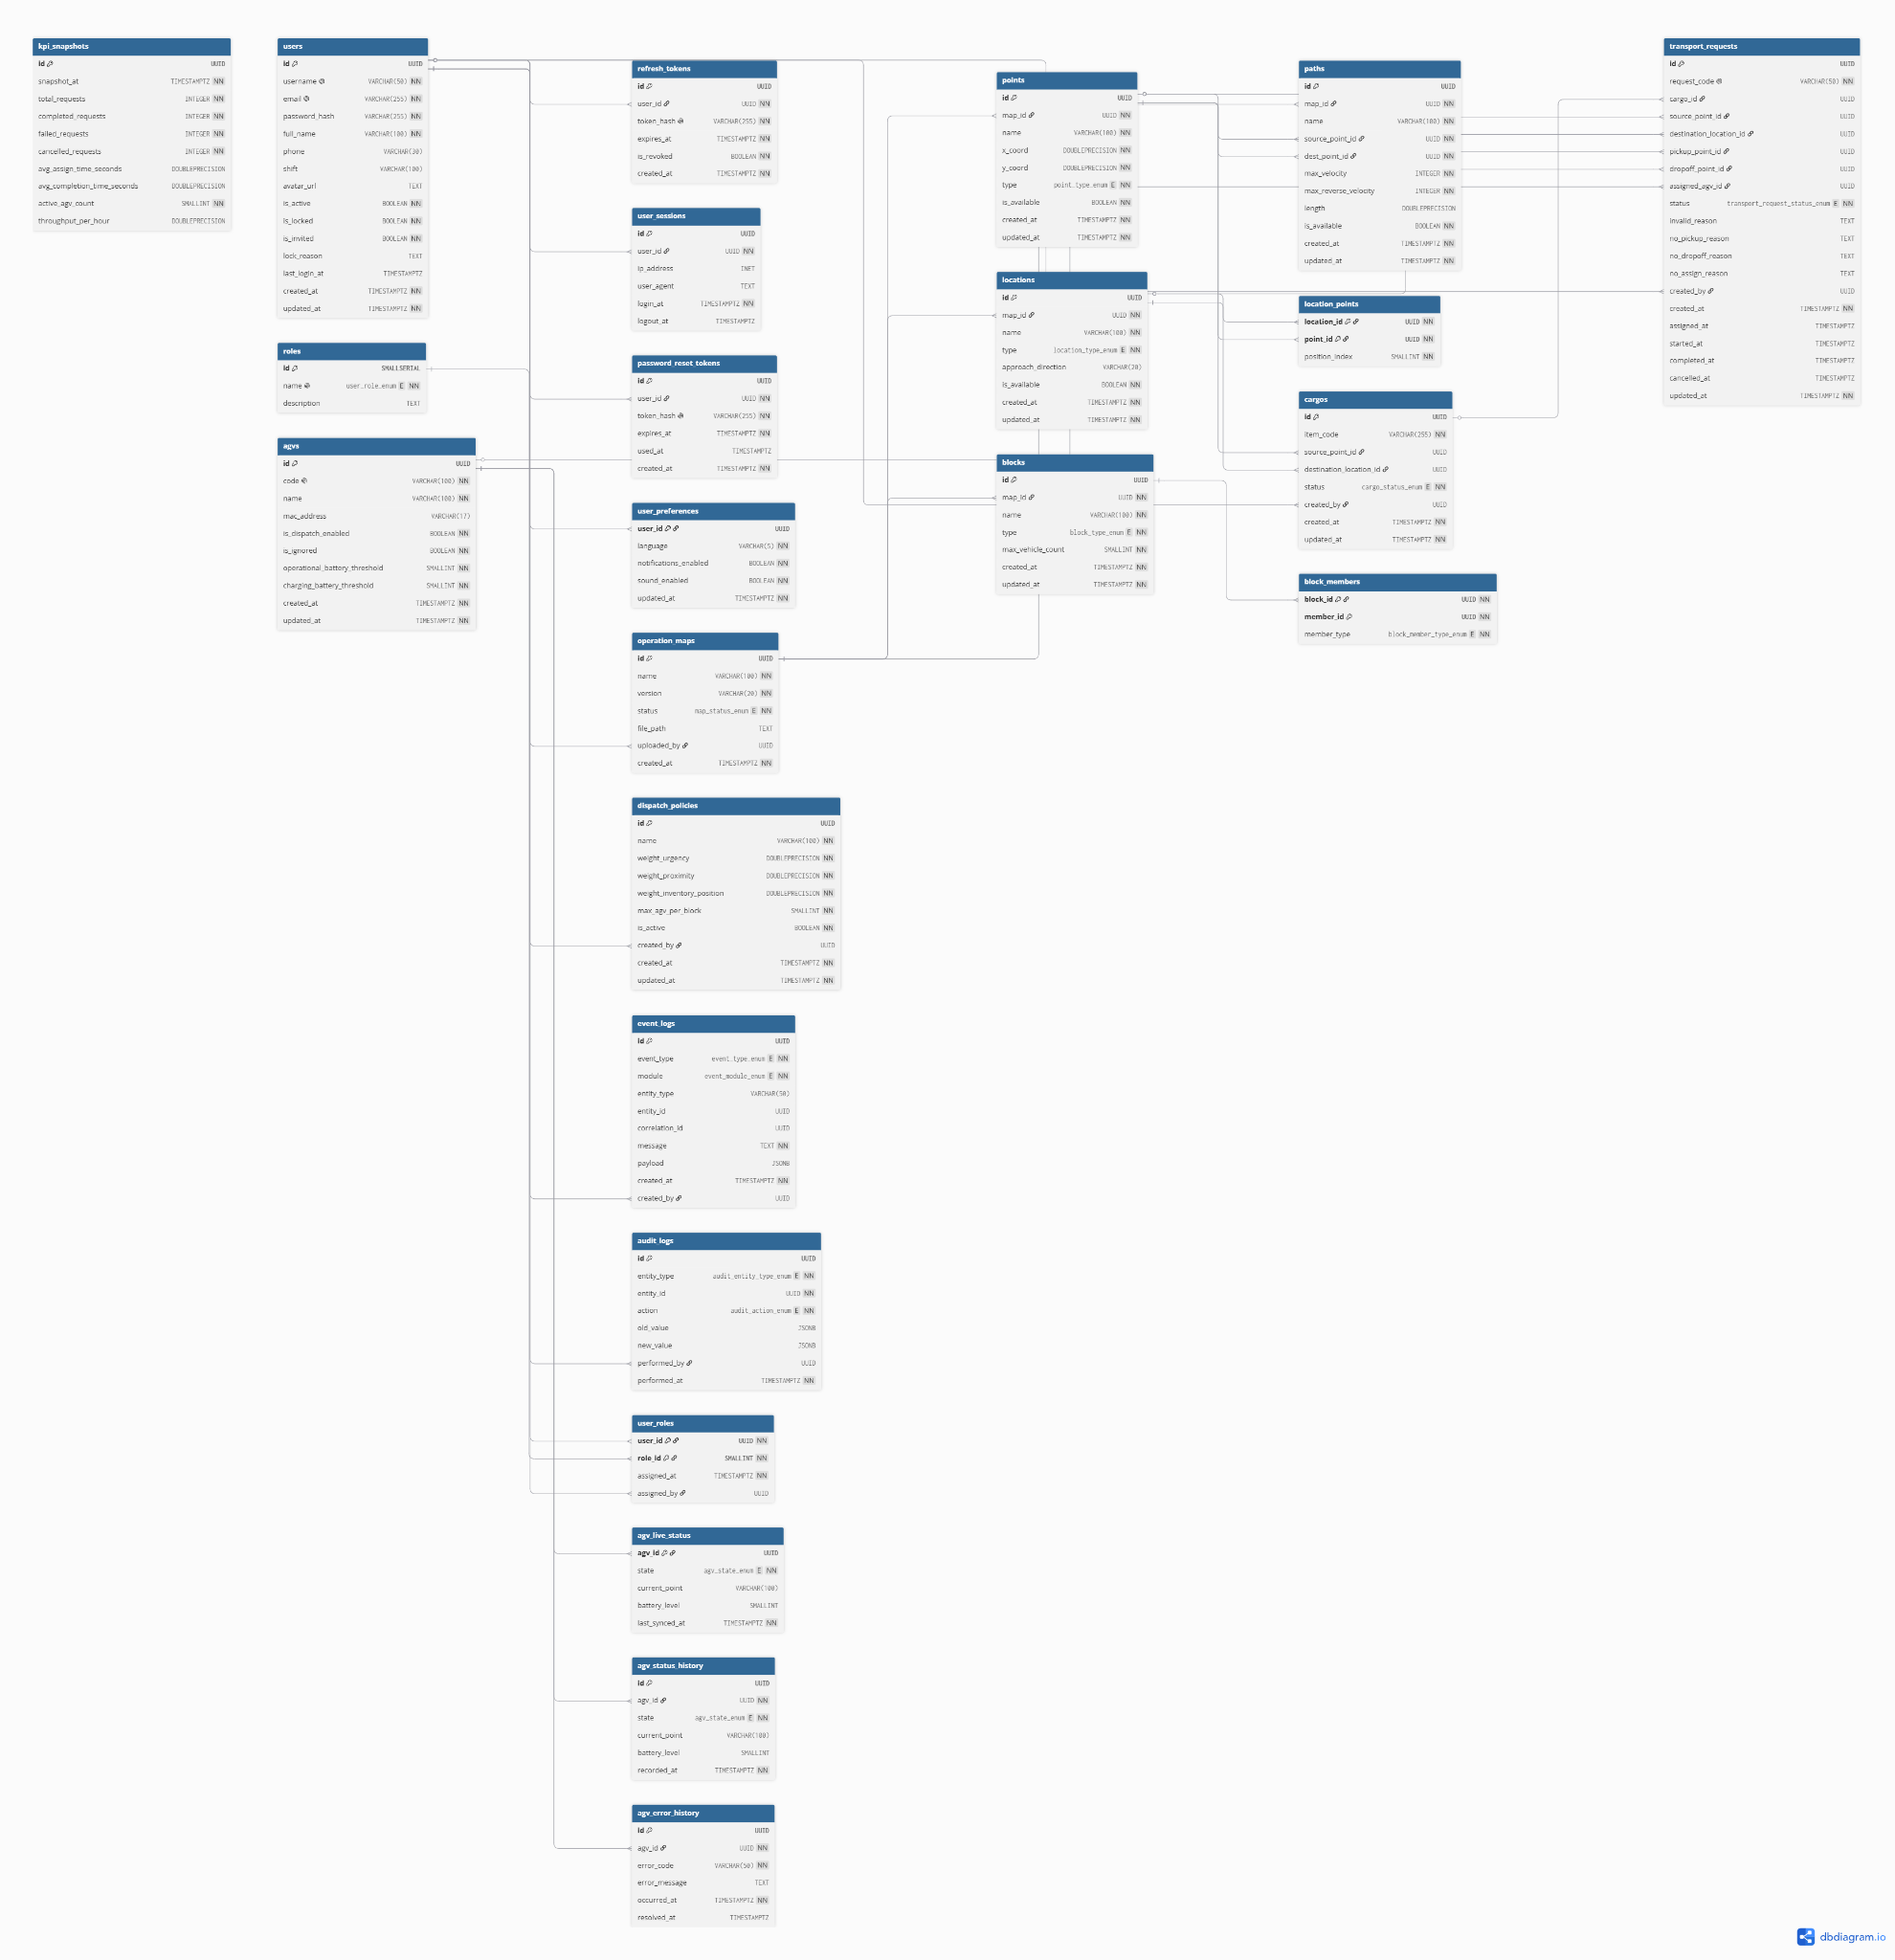 kpi_snapshots
id UUID
snapshot_at TIMESTAMPTZ NN
total_requests INTEGER NN
completed_requests INTEGER NN
failed_requests INTEGER NN
cancelled_requests INTEGER NN
avg_assign_time_seconds DOUBLEPRECISION
avg_completion_time_seconds DOUBLEPRECISION
active_agv_count SMALLINT NN
throughput_per_hour DOUBLEPRECISION
users
id UUID
username VARCHAR(50) NN
email VARCHAR(255) NN
password_hash VARCHAR(255) NN
full_name VARCHAR(100) NN
phone VARCHAR(30)
shift VARCHAR(100)
avatar_url TEXT
is_active BOOLEAN NN
is_locked BOOLEAN NN
is_invited BOOLEAN NN
lock_reason TEXT
last_login_at TIMESTAMPTZ
created_at TIMESTAMPTZ NN
updated_at TIMESTAMPTZ NN
roles
id SMALLSERIAL
name user_role_enum E NN
description TEXT
agvs
id UUID
code VARCHAR(100) NN
name VARCHAR(100) NN
mac_address VARCHAR(17)
is_dispatch_enabled BOOLEAN NN
is_ignored BOOLEAN NN
operational_battery_threshold SMALLINT NN
charging_battery_threshold SMALLINT NN
created_at TIMESTAMPTZ NN
updated_at TIMESTAMPTZ NN
refresh_tokens
id UUID
user_id UUID NN
token_hash VARCHAR(255) NN
expires_at TIMESTAMPTZ NN
is_revoked BOOLEAN NN
created_at TIMESTAMPTZ NN
user_sessions
id UUID
user_id UUID NN
ip_address INET
user_agent TEXT
login_at TIMESTAMPTZ NN
logout_at TIMESTAMPTZ
password_reset_tokens
id UUID
user_id UUID NN
token_hash VARCHAR(255) NN
expires_at TIMESTAMPTZ NN
used_at TIMESTAMPTZ
created_at TIMESTAMPTZ NN
user_preferences
user_id UUID
language VARCHAR(5) NN
notifications_enabled BOOLEAN NN
sound_enabled BOOLEAN NN
updated_at TIMESTAMPTZ NN
operation_maps
id UUID
name VARCHAR(100) NN
version VARCHAR(20) NN
status map_status_enum E NN
file_path TEXT
uploaded_by UUID
created_at TIMESTAMPTZ NN
dispatch_policies
id UUID
name VARCHAR(100) NN
weight_urgency DOUBLEPRECISION NN
weight_proximity DOUBLEPRECISION NN
weight_inventory_position DOUBLEPRECISION NN
max_agv_per_block SMALLINT NN
is_active BOOLEAN NN
created_by UUID
created_at TIMESTAMPTZ NN
updated_at TIMESTAMPTZ NN
event_logs
id UUID
event_type event_type_enum E NN
module event_module_enum E NN
entity_type VARCHAR(50)
entity_id UUID
correlation_id UUID
message TEXT NN
payload JSONB
created_at TIMESTAMPTZ NN
created_by UUID
audit_logs
id UUID
entity_type audit_entity_type_enum E NN
entity_id UUID NN
action audit_action_enum E NN
old_value JSONB
new_value JSONB
performed_by UUID
performed_at TIMESTAMPTZ NN
user_roles
user_id UUID NN
role_id SMALLINT NN
assigned_at TIMESTAMPTZ NN
assigned_by UUID
agv_live_status
agv_id UUID
state agv_state_enum E NN
current_point VARCHAR(100)
battery_level SMALLINT
last_synced_at TIMESTAMPTZ NN
agv_status_history
id UUID
agv_id UUID NN
state agv_state_enum E NN
current_point VARCHAR(100)
battery_level SMALLINT
recorded_at TIMESTAMPTZ NN
agv_error_history
id UUID
agv_id UUID NN
error_code VARCHAR(50) NN
error_message TEXT
occurred_at TIMESTAMPTZ NN
resolved_at TIMESTAMPTZ
points
id UUID
map_id UUID NN
name VARCHAR(100) NN
x_coord DOUBLEPRECISION NN
y_coord DOUBLEPRECISION NN
type point_type_enum E NN
is_available BOOLEAN NN
created_at TIMESTAMPTZ NN
updated_at TIMESTAMPTZ NN
locations
id UUID
map_id UUID NN
name VARCHAR(100) NN
type location_type_enum E NN
approach_direction VARCHAR(20)
is_available BOOLEAN NN
created_at TIMESTAMPTZ NN
updated_at TIMESTAMPTZ NN
blocks
id UUID
map_id UUID NN
name VARCHAR(100) NN
type block_type_enum E NN
max_vehicle_count SMALLINT NN
created_at TIMESTAMPTZ NN
updated_at TIMESTAMPTZ NN
paths
id UUID
map_id UUID NN
name VARCHAR(100) NN
source_point_id UUID NN
dest_point_id UUID NN
max_velocity INTEGER NN
max_reverse_velocity INTEGER NN
length DOUBLEPRECISION
is_available BOOLEAN NN
created_at TIMESTAMPTZ NN
updated_at TIMESTAMPTZ NN
location_points
location_id UUID NN
point_id UUID NN
position_index SMALLINT NN
cargos
id UUID
item_code VARCHAR(255) NN
source_point_id UUID
destination_location_id UUID
status cargo_status_enum E NN
created_by UUID
created_at TIMESTAMPTZ NN
updated_at TIMESTAMPTZ NN
block_members
block_id UUID NN
member_id UUID NN
member_type block_member_type_enum E NN
transport_requests
id UUID
request_code VARCHAR(50) NN
cargo_id UUID
source_point_id UUID
destination_location_id UUID
pickup_point_id UUID
dropoff_point_id UUID
assigned_agv_id UUID
status transport_request_status_enum E NN
invalid_reason TEXT
no_pickup_reason TEXT
no_dropoff_reason TEXT
no_assign_reason TEXT
created_by UUID
created_at TIMESTAMPTZ NN
assigned_at TIMESTAMPTZ
started_at TIMESTAMPTZ
completed_at TIMESTAMPTZ
cancelled_at TIMESTAMPTZ
updated_at TIMESTAMPTZ NN
dbdiagram.io